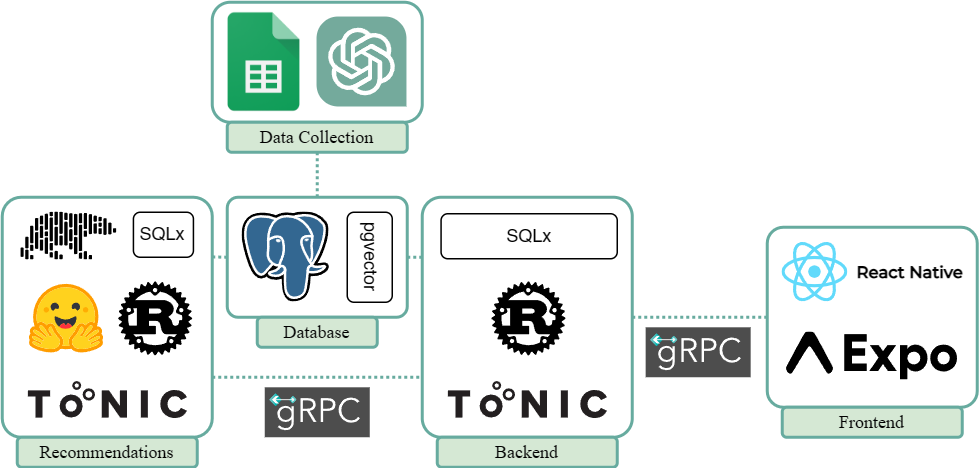 Data Collection
SQLx
TONIC
Recommendations
pgvector
Database
gRPC
SQLx
TONIC
Backend
gRPC
React Native
Expo
Frontend